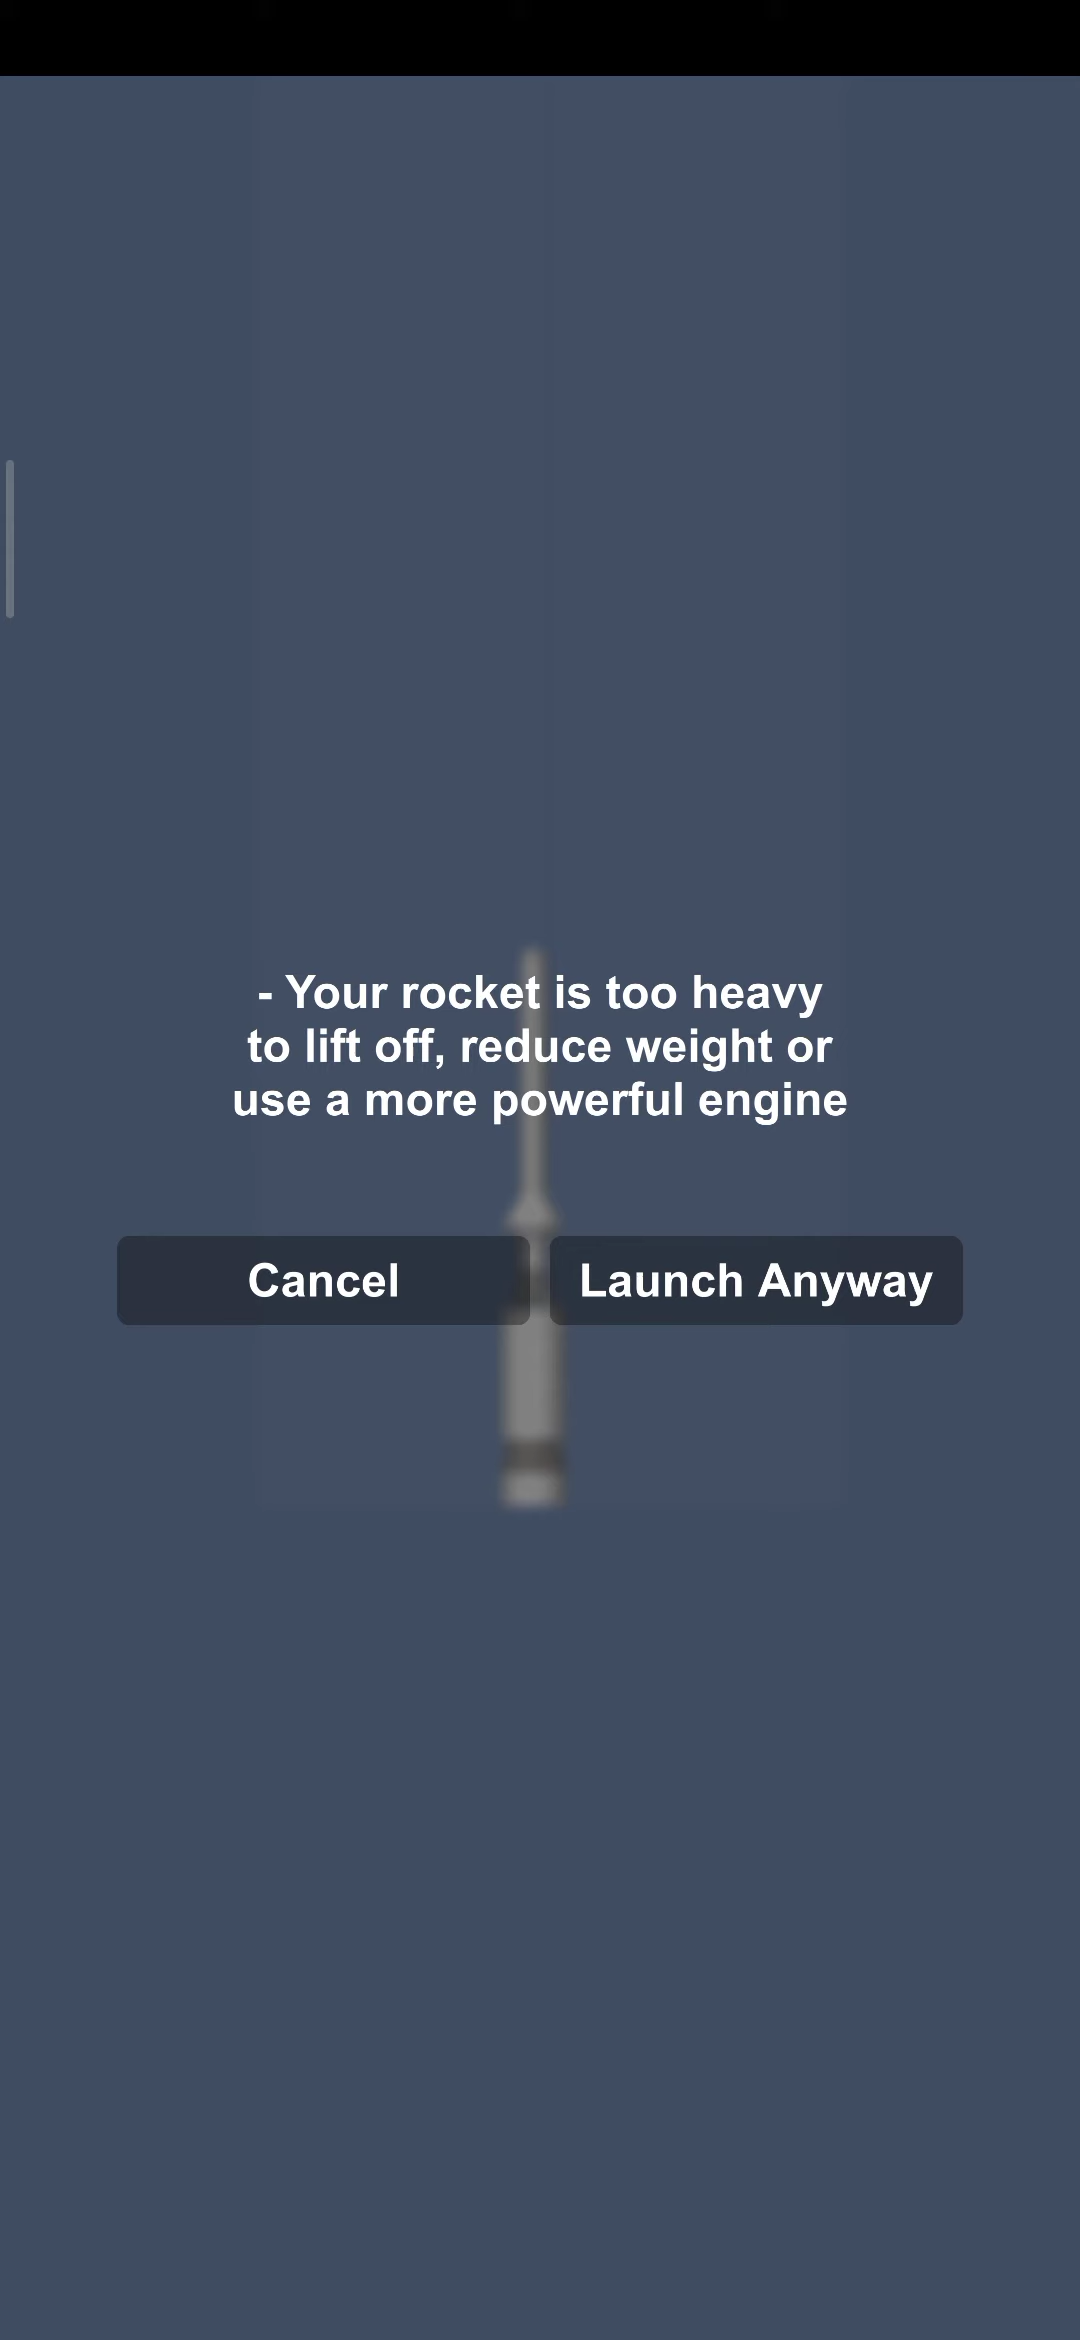 - Your rocket is too heavy
to lift off, reduce weight or
use a more powerful engine
Cancel
Launch Anyway